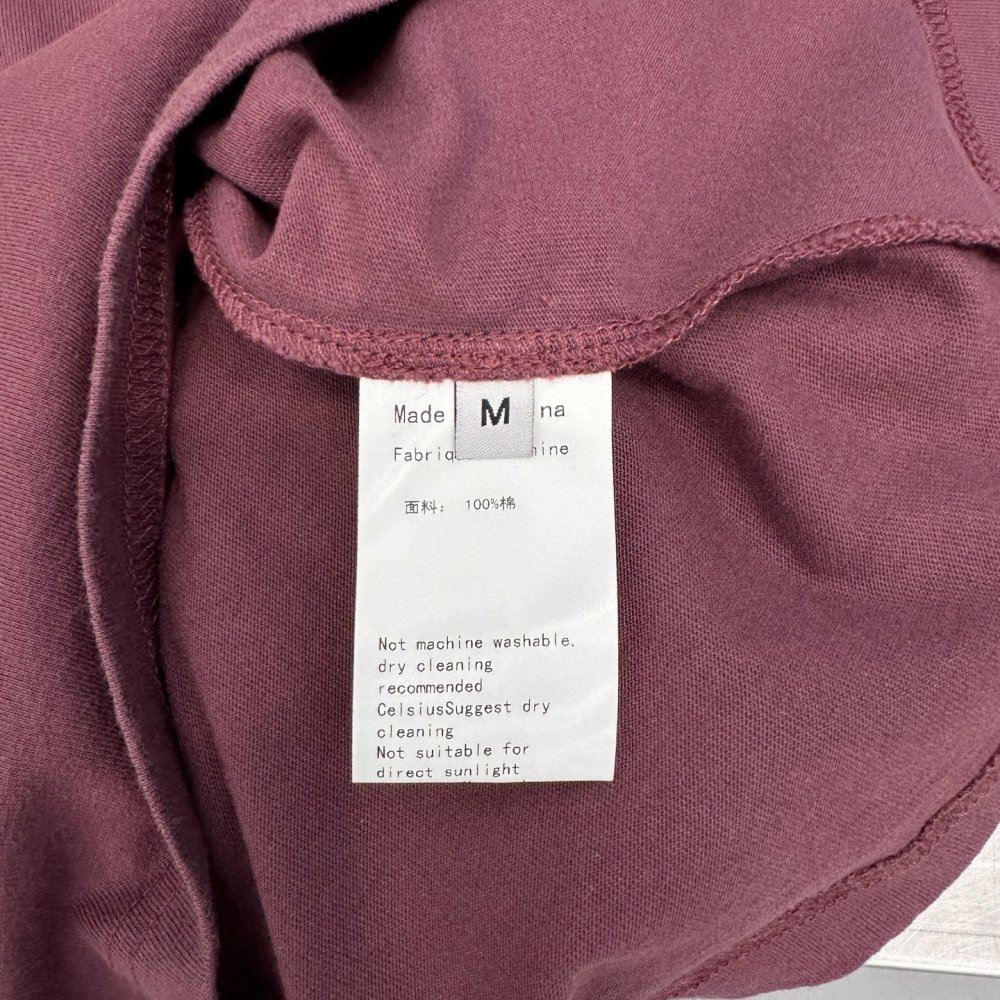 Made na
M
Fabriq hine
面料: 100%棉
Not machine washable,
dry cleaning
recommended
CelsiusSuggest dry
cleaning
Not suitable for
direct sunlight